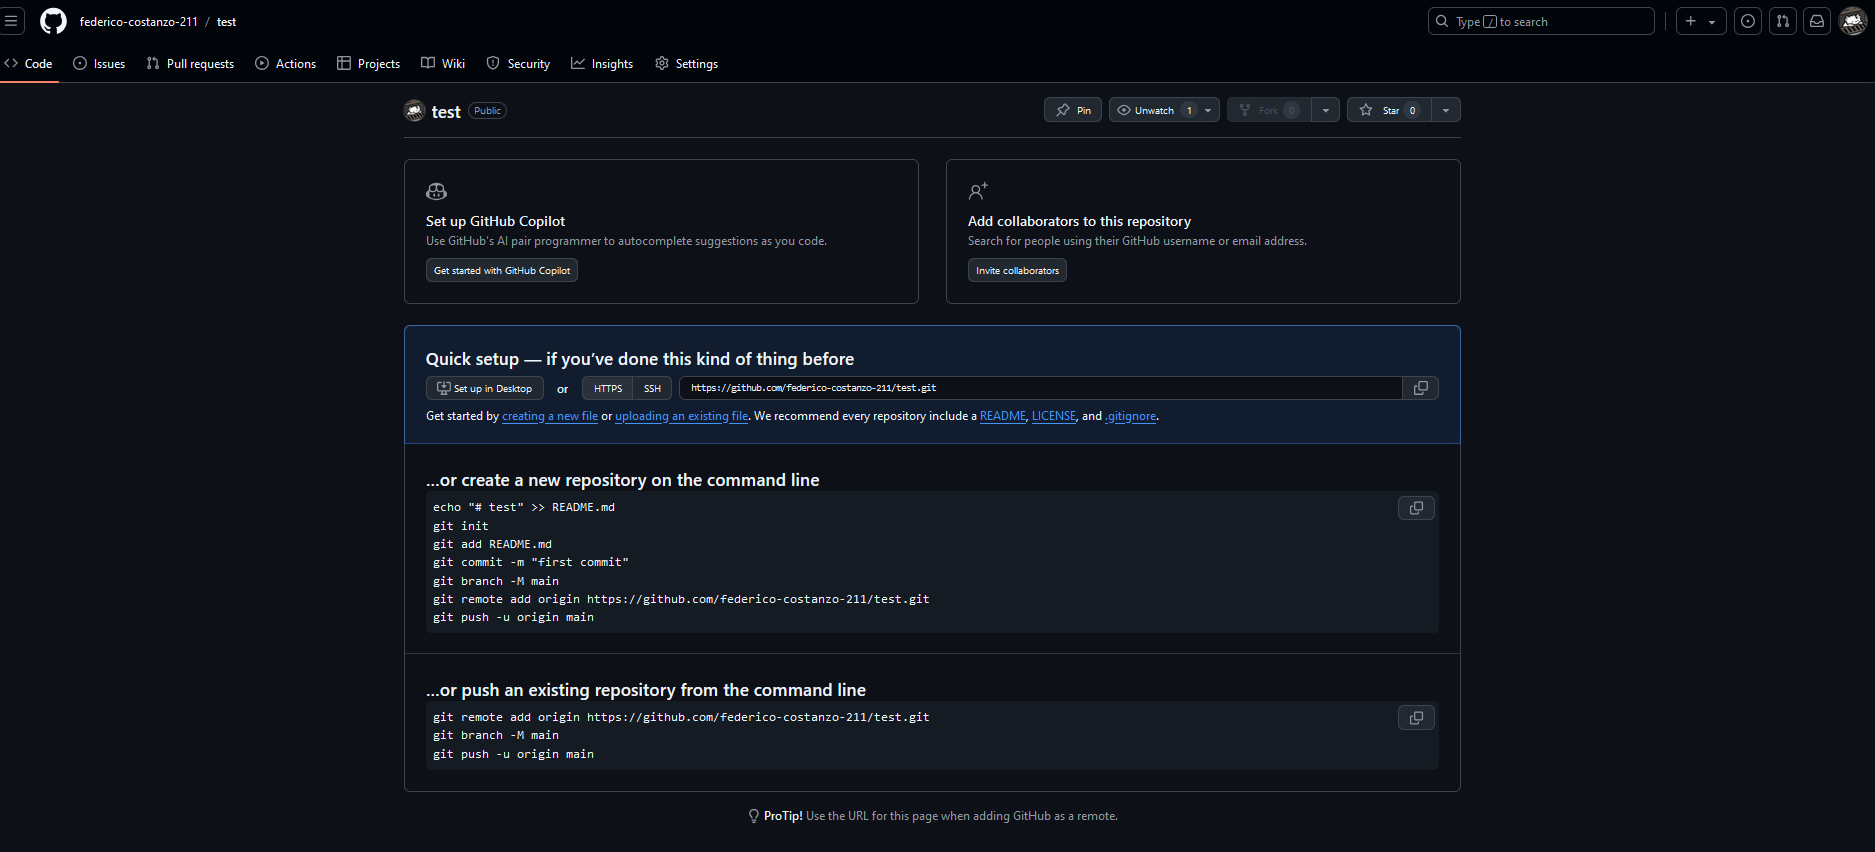 federico-costanzo-211 / test
Type / to search
Code Issues Pull requests Actions Projects Wiki Security Insights Settings
test Public
Pin Unwatch 1 Fork 0 Star 0
Set up GitHub Copilot
Use GitHub's AI pair programmer to autocomplete suggestions as you code.
Get started with GitHub Copilot
Add collaborators to this repository
Search for people using their GitHub username or email address.
Invite collaborators
Quick setup — if you’ve done this kind of thing before
Set up in Desktop or HTTPS SSH https://github.com/federico-costanzo-211/test.git
Get started by creating a new file or uploading an existing file. We recommend every repository include a README, LICENSE, and .gitignore.
…or create a new repository on the command line
echo "# test" >> README.md
git init
git add README.md
git commit -m "first commit"
git branch -M main
git remote add origin https://github.com/federico-costanzo-211/test.git
git push -u origin main
…or push an existing repository from the command line
git remote add origin https://github.com/federico-costanzo-211/test.git
git branch -M main
git push -u origin main
ProTip! Use the URL for this page when adding GitHub as a remote.